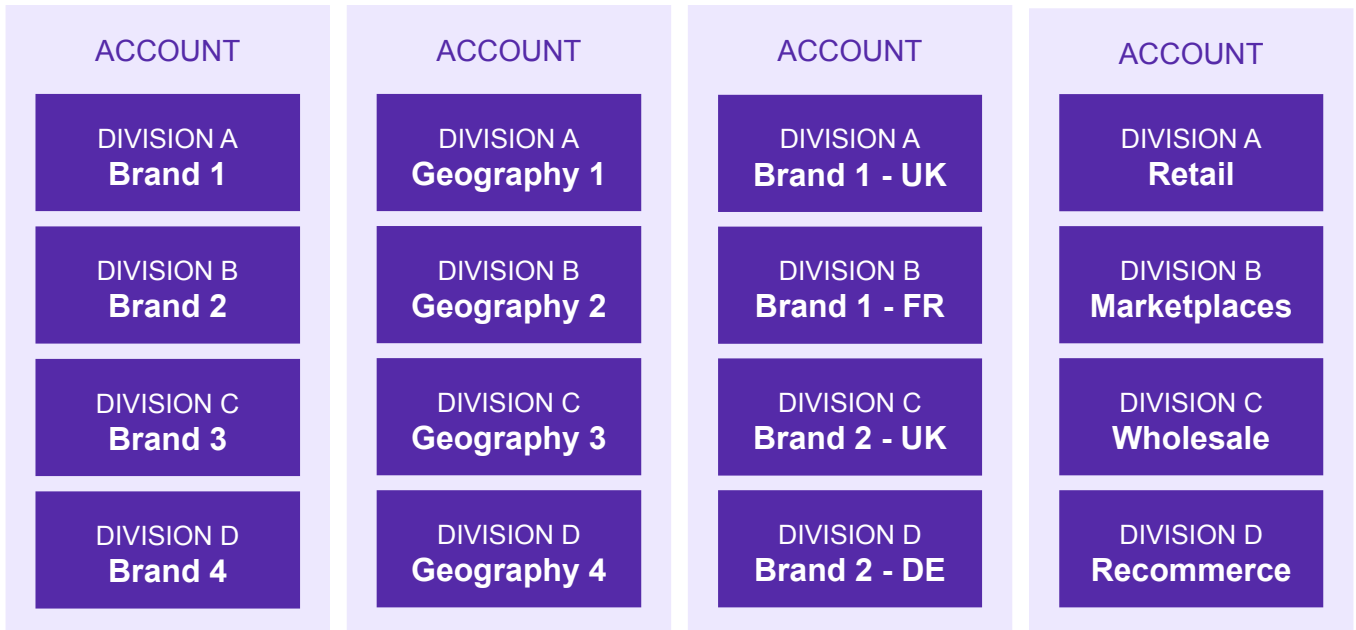 ACCOUNT
DIVISION A
Brand 1
DIVISION B
Brand 2
DIVISION C
Brand 3
DIVISION D
Brand 4
ACCOUNT
DIVISION A
Geography 1
DIVISION B
Geography 2
DIVISION C
Geography 3
DIVISION D
Geography 4
ACCOUNT
DIVISION A
Brand 1 - UK
DIVISION B
Brand 1 - FR
DIVISION C
Brand 2 - UK
DIVISION D
Brand 2 - DE
ACCOUNT
DIVISION A
Retail
DIVISION B
Marketplaces
DIVISION C
Wholesale
DIVISION D
Recommerce